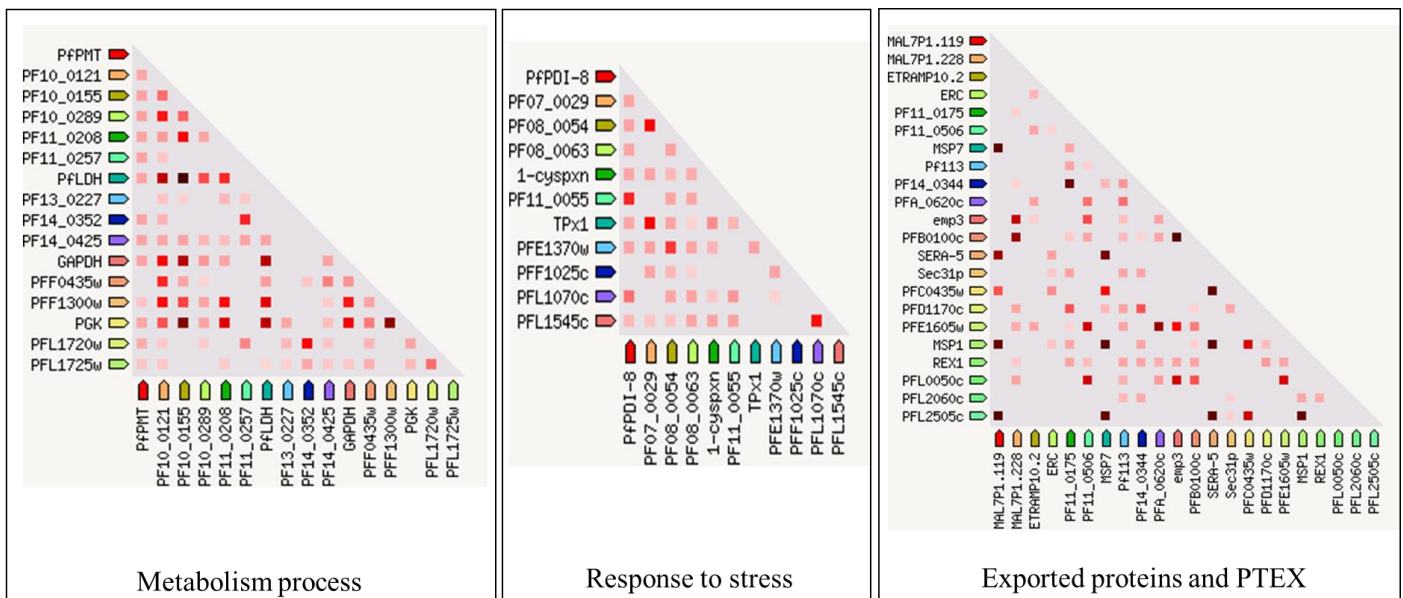 PfPMT
PF10_0121
PF10_0155
PF10_0289
PF11_0208
PF11_0257
PfLDH
PF13_0227
PF14_0352
PF14_0425
GAPDH
PFF0435w
PFF1300w
PGK
PFL1720w
PFL1725w
PfPMT
PF10_0121
PF10_0155
PF10_0289
PF11_0208
PF11_0257
PfLDH
PF13_0227
PF14_0352
PF14_0425
GAPDH
PFF0435w
PFF1300w
PGK
PFL1720w
PFL1725w
Metabolism process
PfPDI-8
PF07_0029
PF08_0054
PF08_0063
1-cyspxn
PF11_0055
TPx1
PFE1370w
PFF1025c
PFL1070c
PFL1545c
PfPDI-8
PF07_0029
PF08_0054
PF08_0063
1-cyspxn
PF11_0055
TPx1
PFE1370w
PFF1025c
PFL1070c
PFL1545c
Response to stress
MAL7P1.119
MAL7P1.228
ETRAMP10.2
ERC
PF11_0175
PF11_0506
MSP7
Pf113
PF14_0344
PFA_0620c
emp3
PFB0100c
SERA-5
Sec31p
PFC0435w
PFD1170c
PFE1605w
MSP1
REX1
PFL0050c
PFL2060c
PFL2505c
MAL7P1.119
MAL7P1.228
ETRAMP10.2
ERC
PF11_0175
PF11_0506
MSP7
Pf113
PF14_0344
PFA_0620c
emp3
PFB0100c
SERA-5
Sec31p
PFC0435w
PFD1170c
PFE1605w
MSP1
REX1
PFL0050c
PFL2060c
PFL2505c
Exported proteins and PTEX